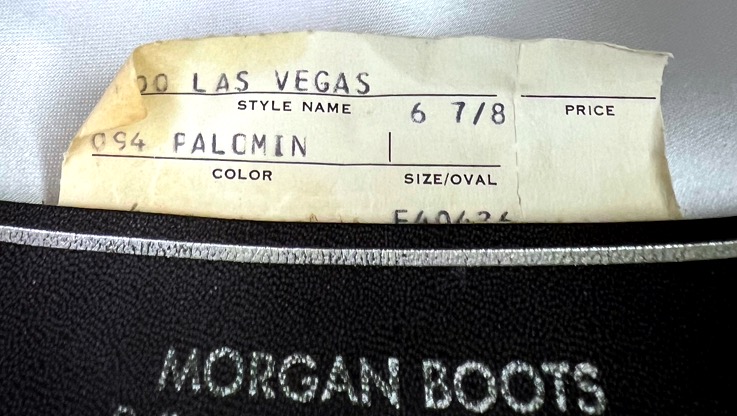 00 LAS VEGAS
STYLE NAME 6 7/8 PRICE
094 PALOMIN
COLOR SIZE/OVAL
MORGAN BOOTS